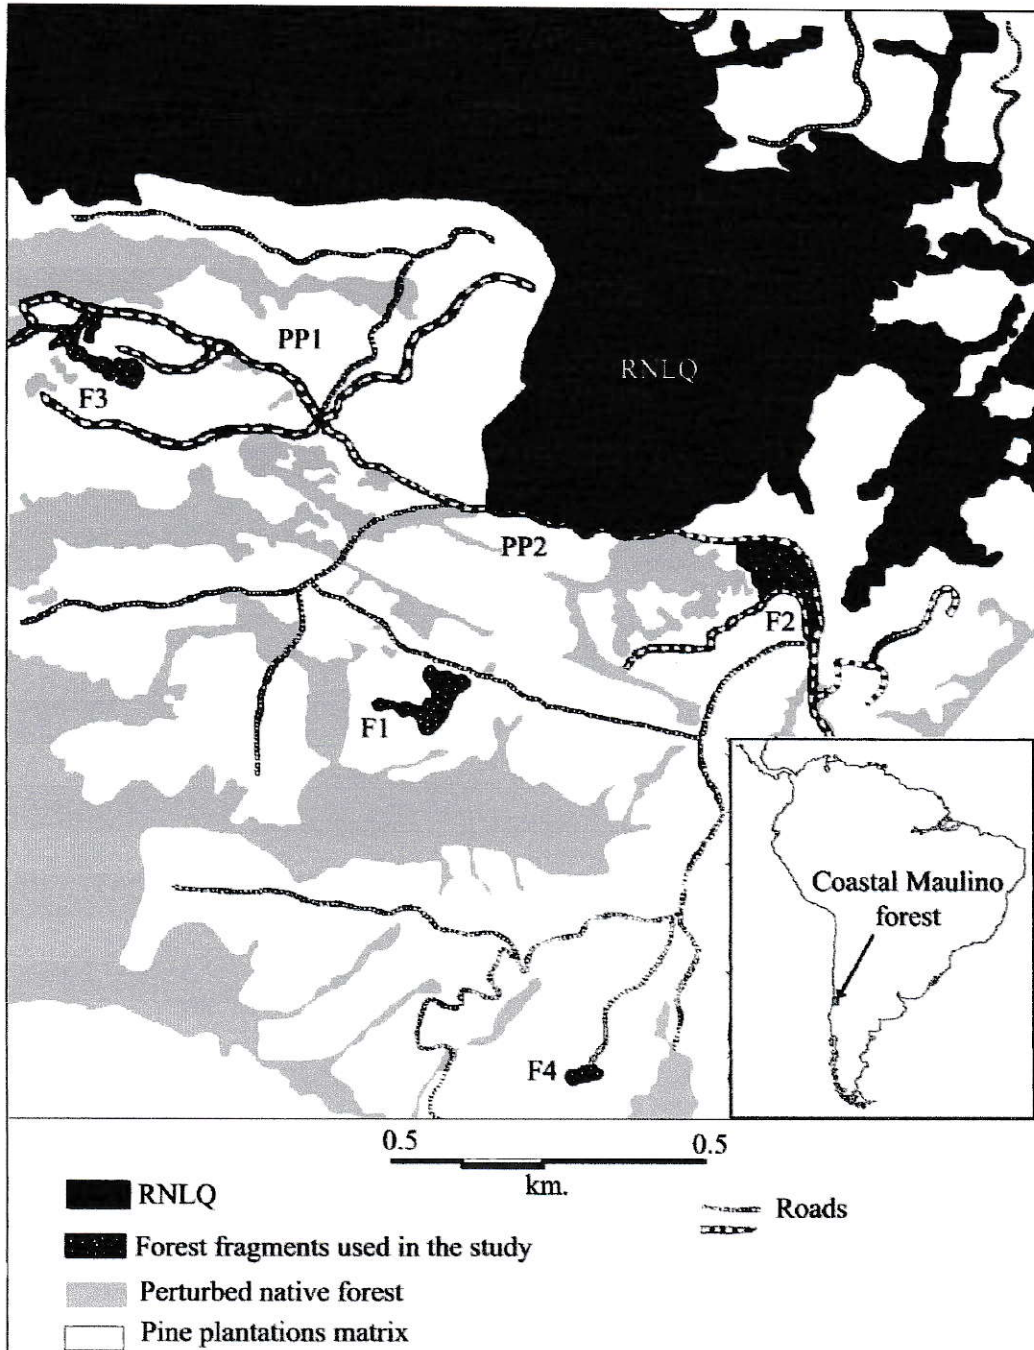 PP1
RNLQ
F3
PP2
F2
F1
Coastal Maulino
forest
F4
0.5 0.5
km.
RNLQ
Roads
Forest fragments used in the study
Perturbed native forest
Pine plantations matrix